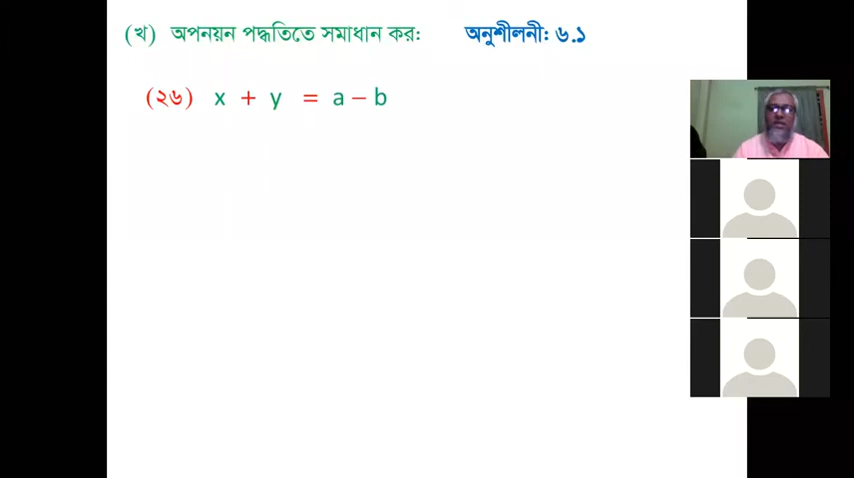 (খ) অপনয়ন পদ্ধতিতে সমাধান কর: অনুশীলনী: ৬.১
(২৬) x + y = a − b